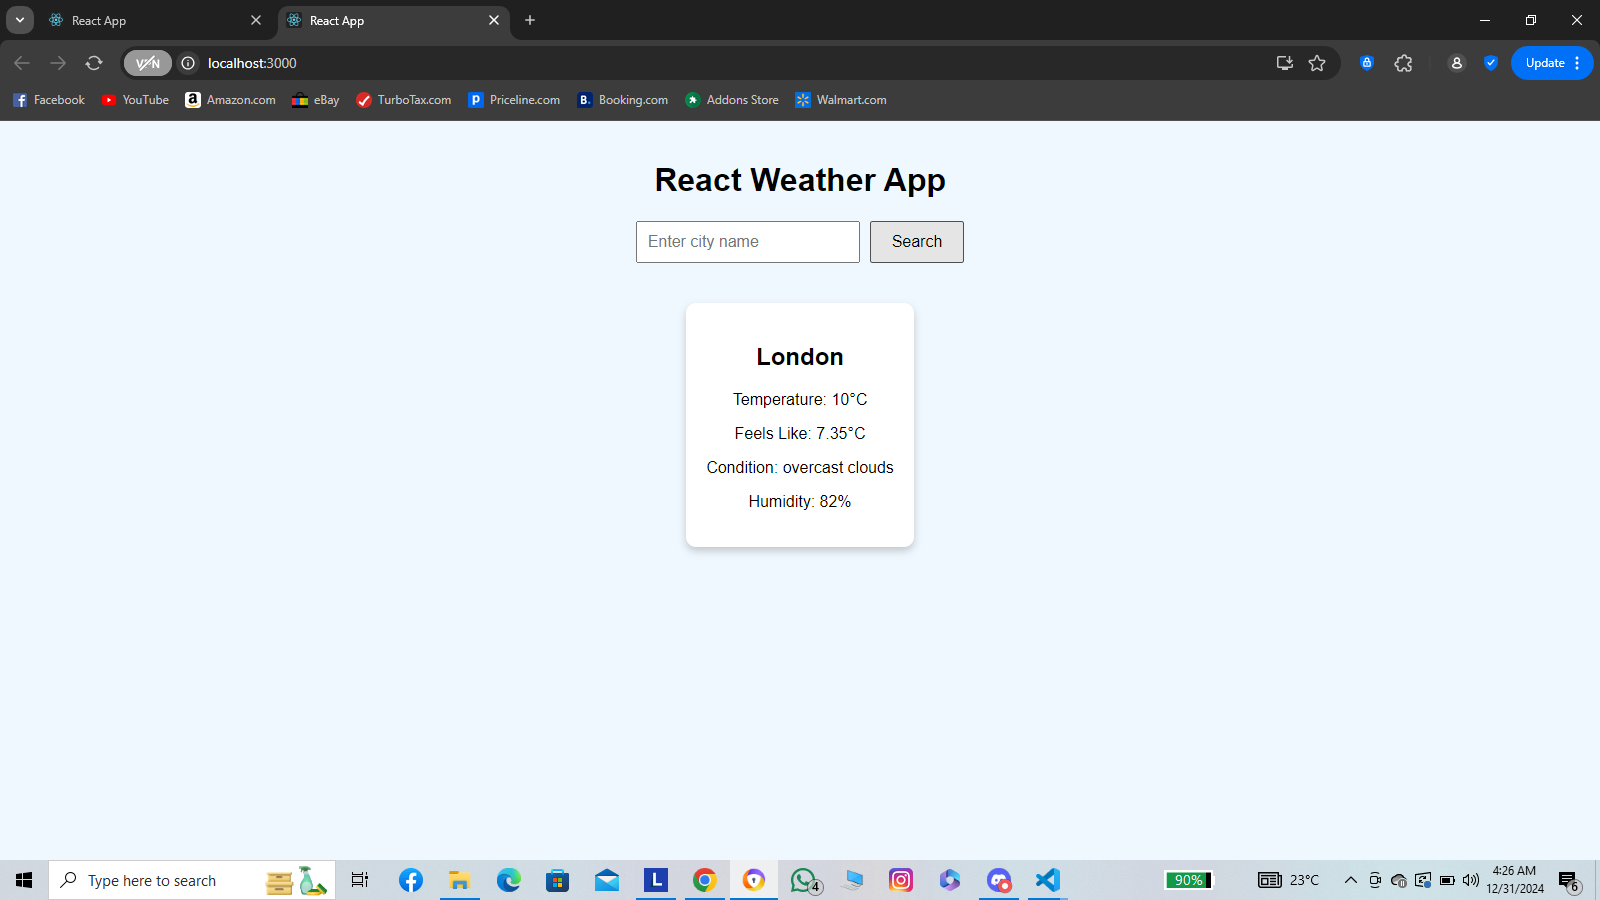 React App
React App
VPN
localhost:3000
Update
Facebook
YouTube
Amazon.com
eBay
TurboTax.com
Priceline.com
Booking.com
Addons Store
Walmart.com
React Weather App
Enter city name
Search
London
Temperature: 10°C
Feels Like: 7.35°C
Condition: overcast clouds
Humidity: 82%
Type here to search
L
4
90%
23°C
4:26 AM
12/31/2024
6